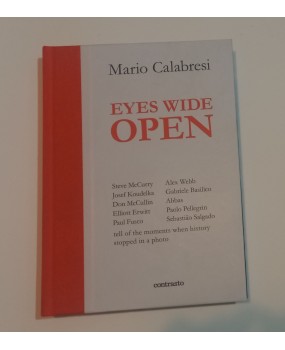 Mario Calabresi
EYES WIDE
OPEN
Steve McCurry
Josef Koudelka
Don McCullin
Elliott Erwitt
Paul Fusco
Alex Webb
Gabriele Basilico
Abbas
Paolo Pellegrin
Sebastião Salgado
tell of the moments when history
stopped in a photo
contrasto